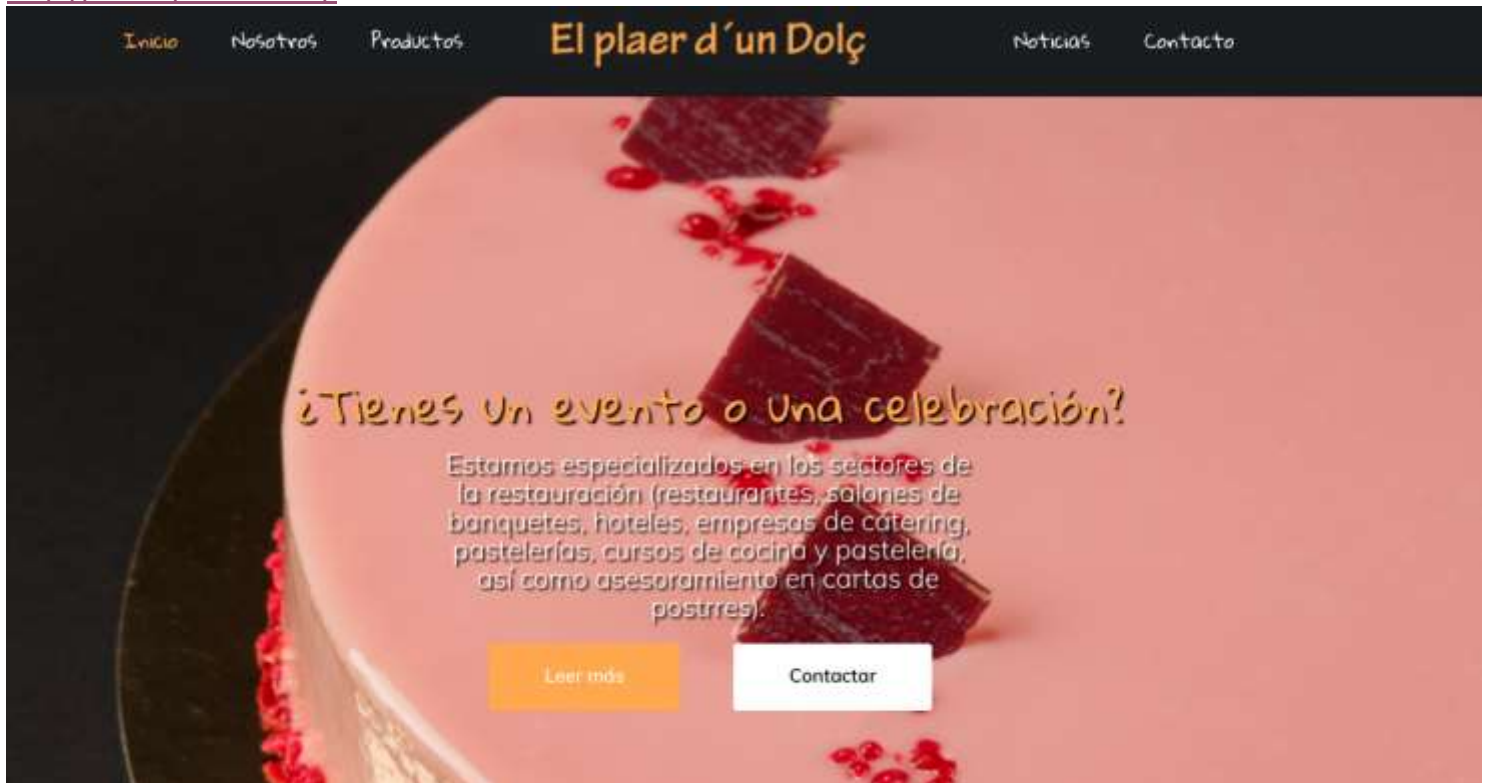 Inicio
Nosotros
Productos
El plaer d´un Dolç
Noticias
Contacto
¿Tienes un evento o una celebración?
Estamos especializados en los sectores de
la restauración (restaurantes, salones de
banquetes, hoteles, empresas de cátering,
pastelerías, cursos de cocina y pastelería,
así como asesoramiento en cartas de
postrres).
Leer más
Contactar